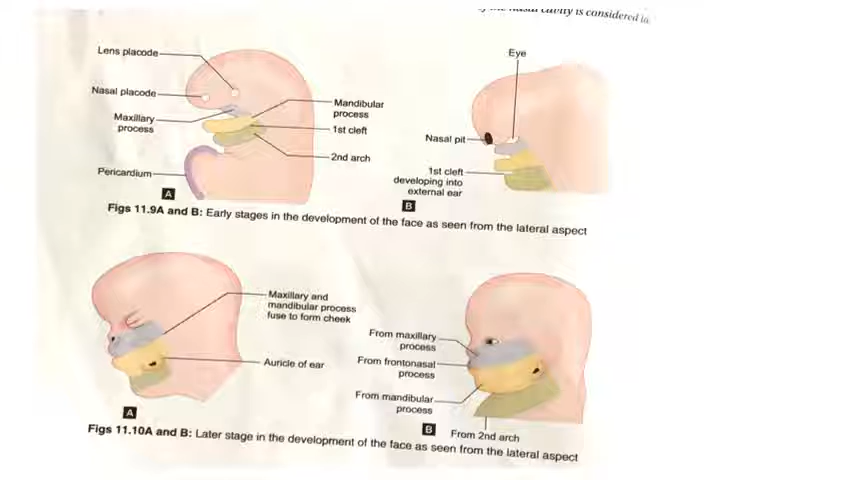 cavity is considered
Lens placode
Nasal placode
Maxillary
process
Pericardium
Mandibular
process
1st cleft
2nd arch
A
Eye
Nasal pit
1st cleft
developing into
external ear
B
Figs 11.9A and B: Early stages in the development of the face as seen from the lateral aspect
Maxillary and
mandibular process
fuse to form cheek
Auricle of ear
A
From maxillary
process
From frontonasal
process
From mandibular
process
B
From 2nd arch
Figs 11.10A and B: Later stage in the development of the face as seen from the lateral aspect